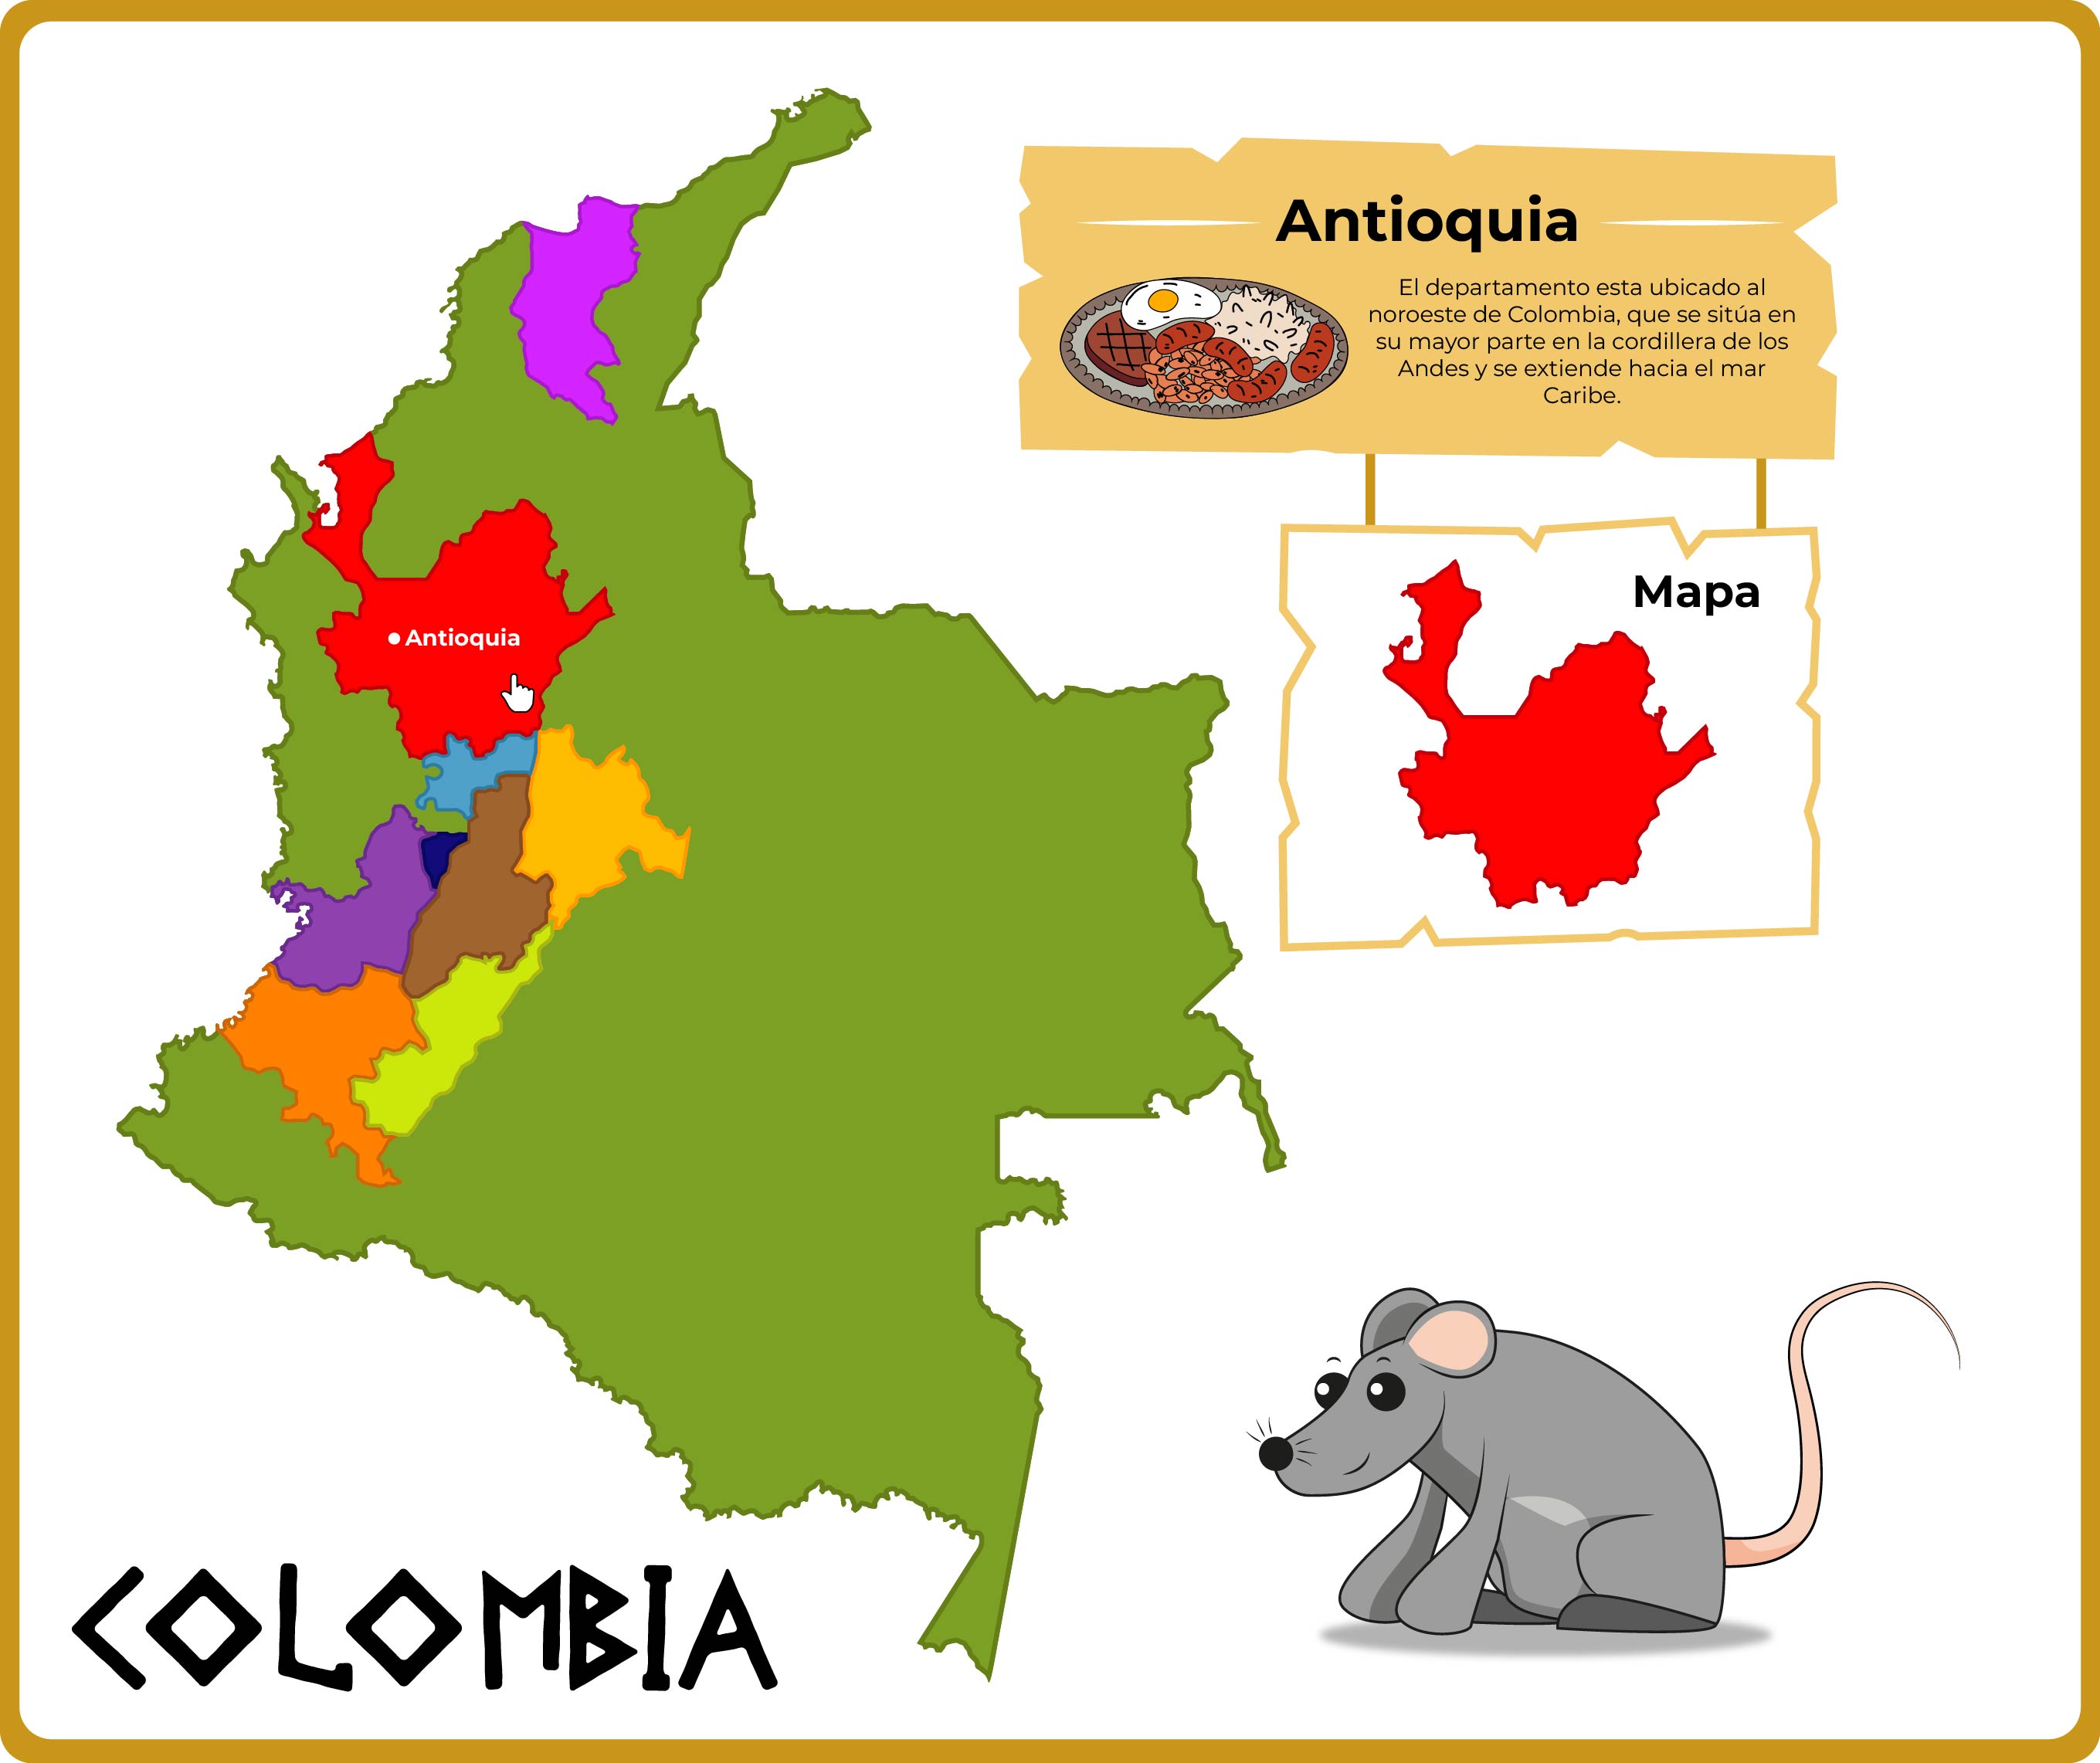 Antioquia
El departamento esta ubicado al
noroeste de Colombia, que se sitúa en
su mayor parte en la cordillera de los
Andes y se extiende hacia el mar
Caribe.
Mapa
Antioquia
COLOMBIA